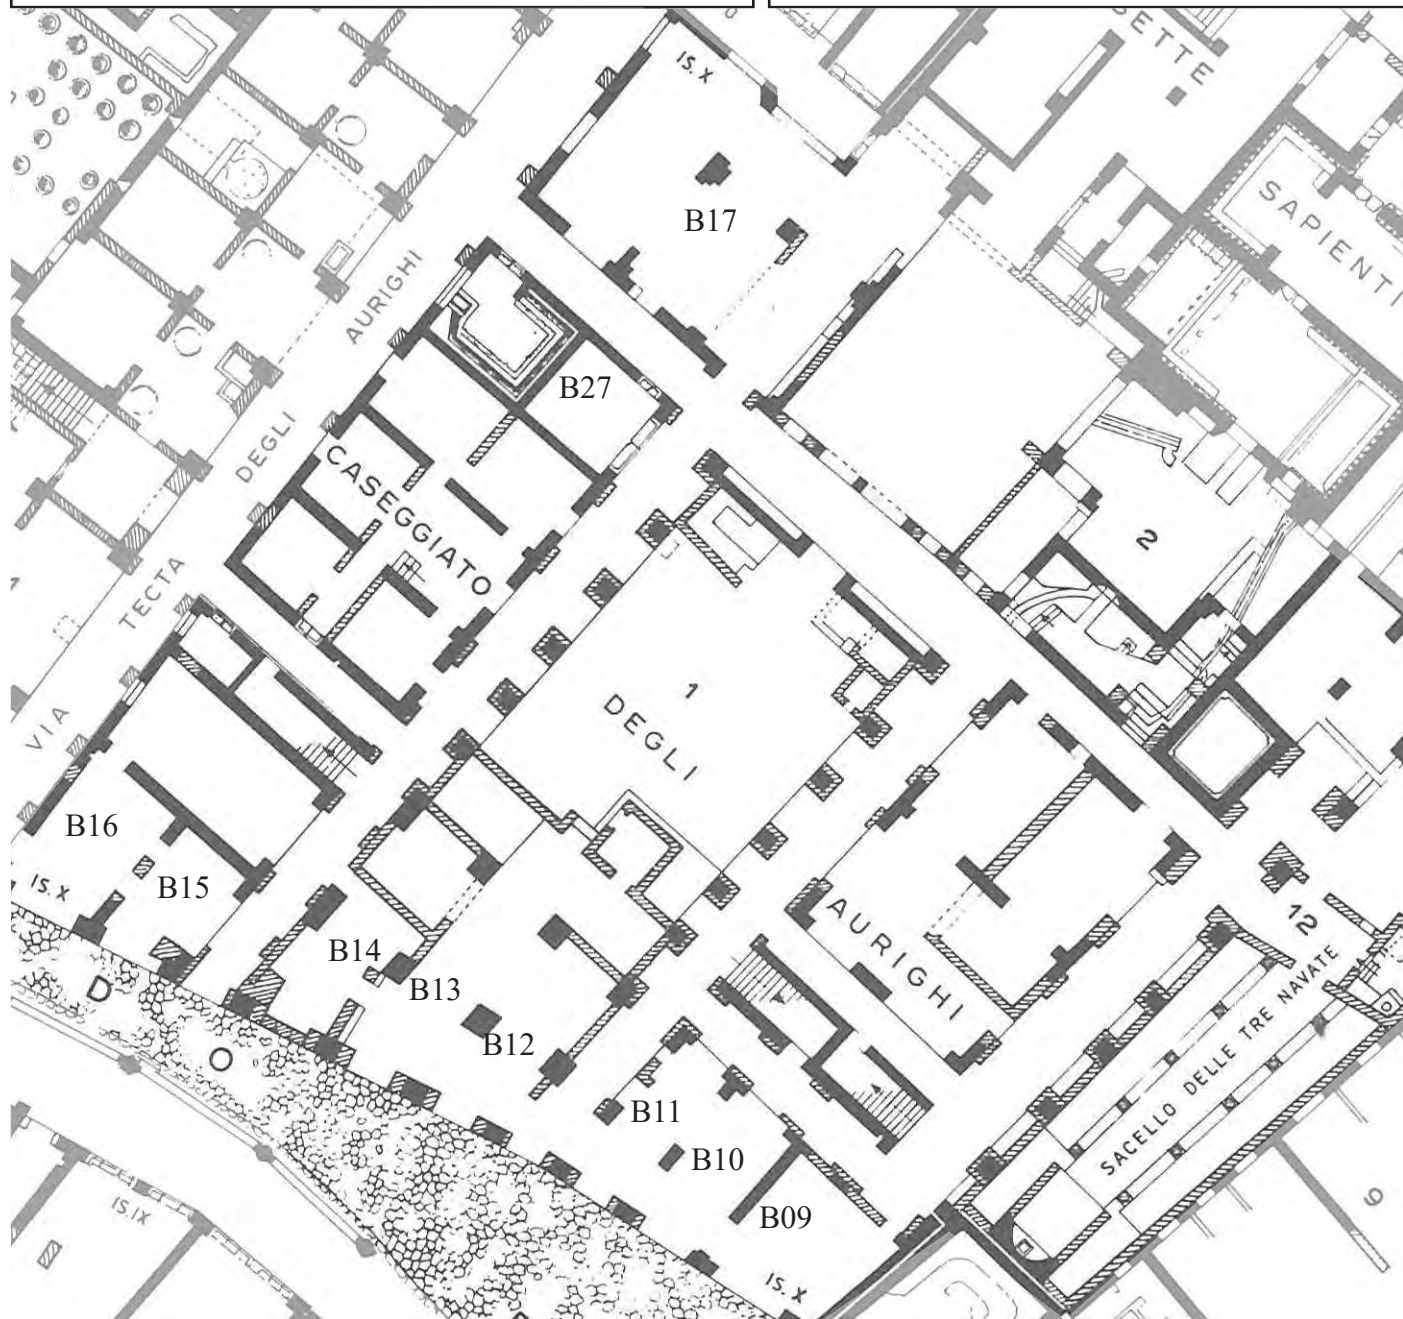 IS. X
SETTE
SAPIENTI
B17
VIA TECTA DEGLI AURIGHI
B27
CASEGGIATO
1
DEGLI
AURIGHI
2
12
B16
B15
IS. X
B14
B13
B12
B11
B10
B09
SACELLO DELLE TRE NAVATE
9
D
O
IS. IX
IS. X